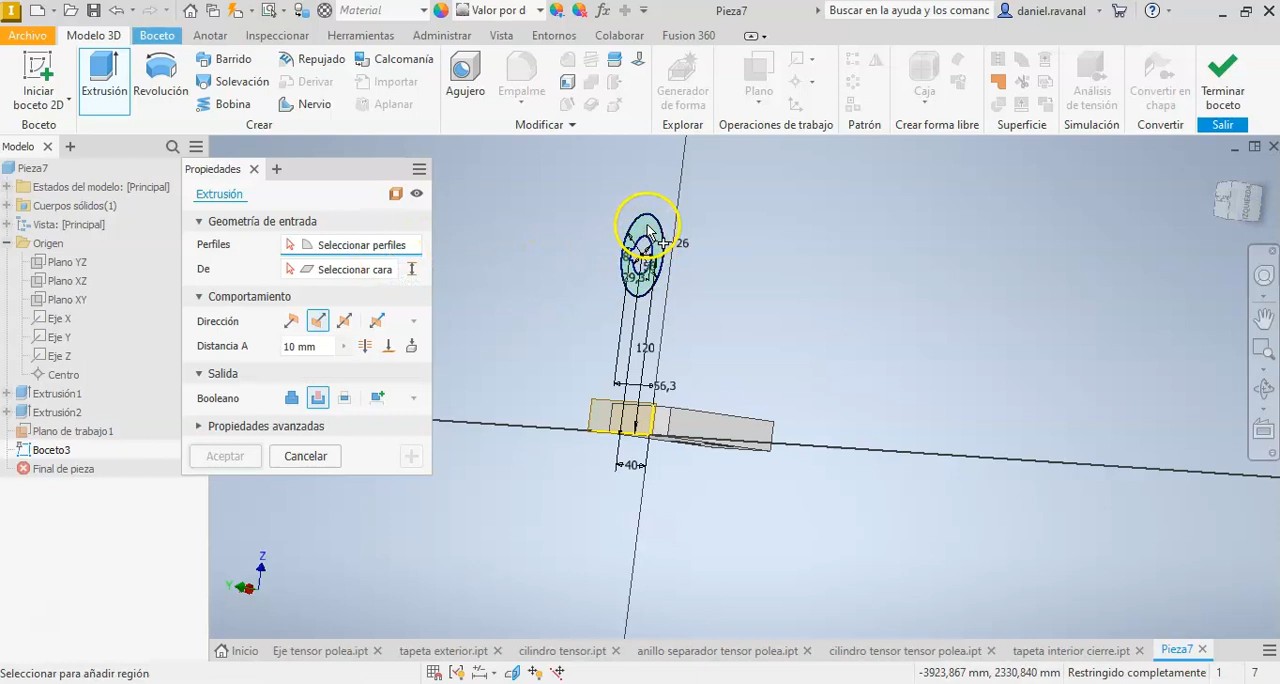 Material
Valor por d
fx
Pieza7
Buscar en la ayuda y los comanc
daniel.ravanal
Archivo Modelo 3D Boceto Anotar Inspeccionar Herramientas Administrar Vista Entornos Colaborar Fusion 360
Iniciar boceto 2D
Extrusión
Revolución
Barrido
Solevación
Bobina
Repujado
Derivar
Nervio
Calcomanía
Importar
Aplanar
Agujero
Empalme
Generador de forma
Plano
Caja
Análisis de tensión
Convertir en chapa
Terminar boceto
Boceto Crear Modificar Explorar Operaciones de trabajo Patrón Crear forma libre Superficie Simulación Convertir Salir
Modelo
Pieza7
Estados del modelo: [Principal]
Cuerpos sólidos(1)
Vista: [Principal]
Origen
Plano YZ
Plano XZ
Plano XY
Eje X
Eje Y
Eje Z
Centro
Extrusión1
Extrusión2
Plano de trabajo1
Boceto3
Final de pieza
Propiedades
Extrusión
Geometría de entrada
Perfiles Seleccionar perfiles
De Seleccionar cara
Comportamiento
Dirección
Distancia A 10 mm
Salida
Booleano
Propiedades avanzadas
Aceptar Cancelar
26
120
56,3
40
IZQUIERDA
Z
Y
Inicio Eje tensor polea.ipt tapeta exterior.ipt cilindro tensor.ipt anillo separador tensor polea.ipt cilindro tensor tensor polea.ipt tapeta interior cierre.ipt Pieza7
Seleccionar para añadir región
-3923,867 mm, 2330,840 mm Restringido completamente 1 7